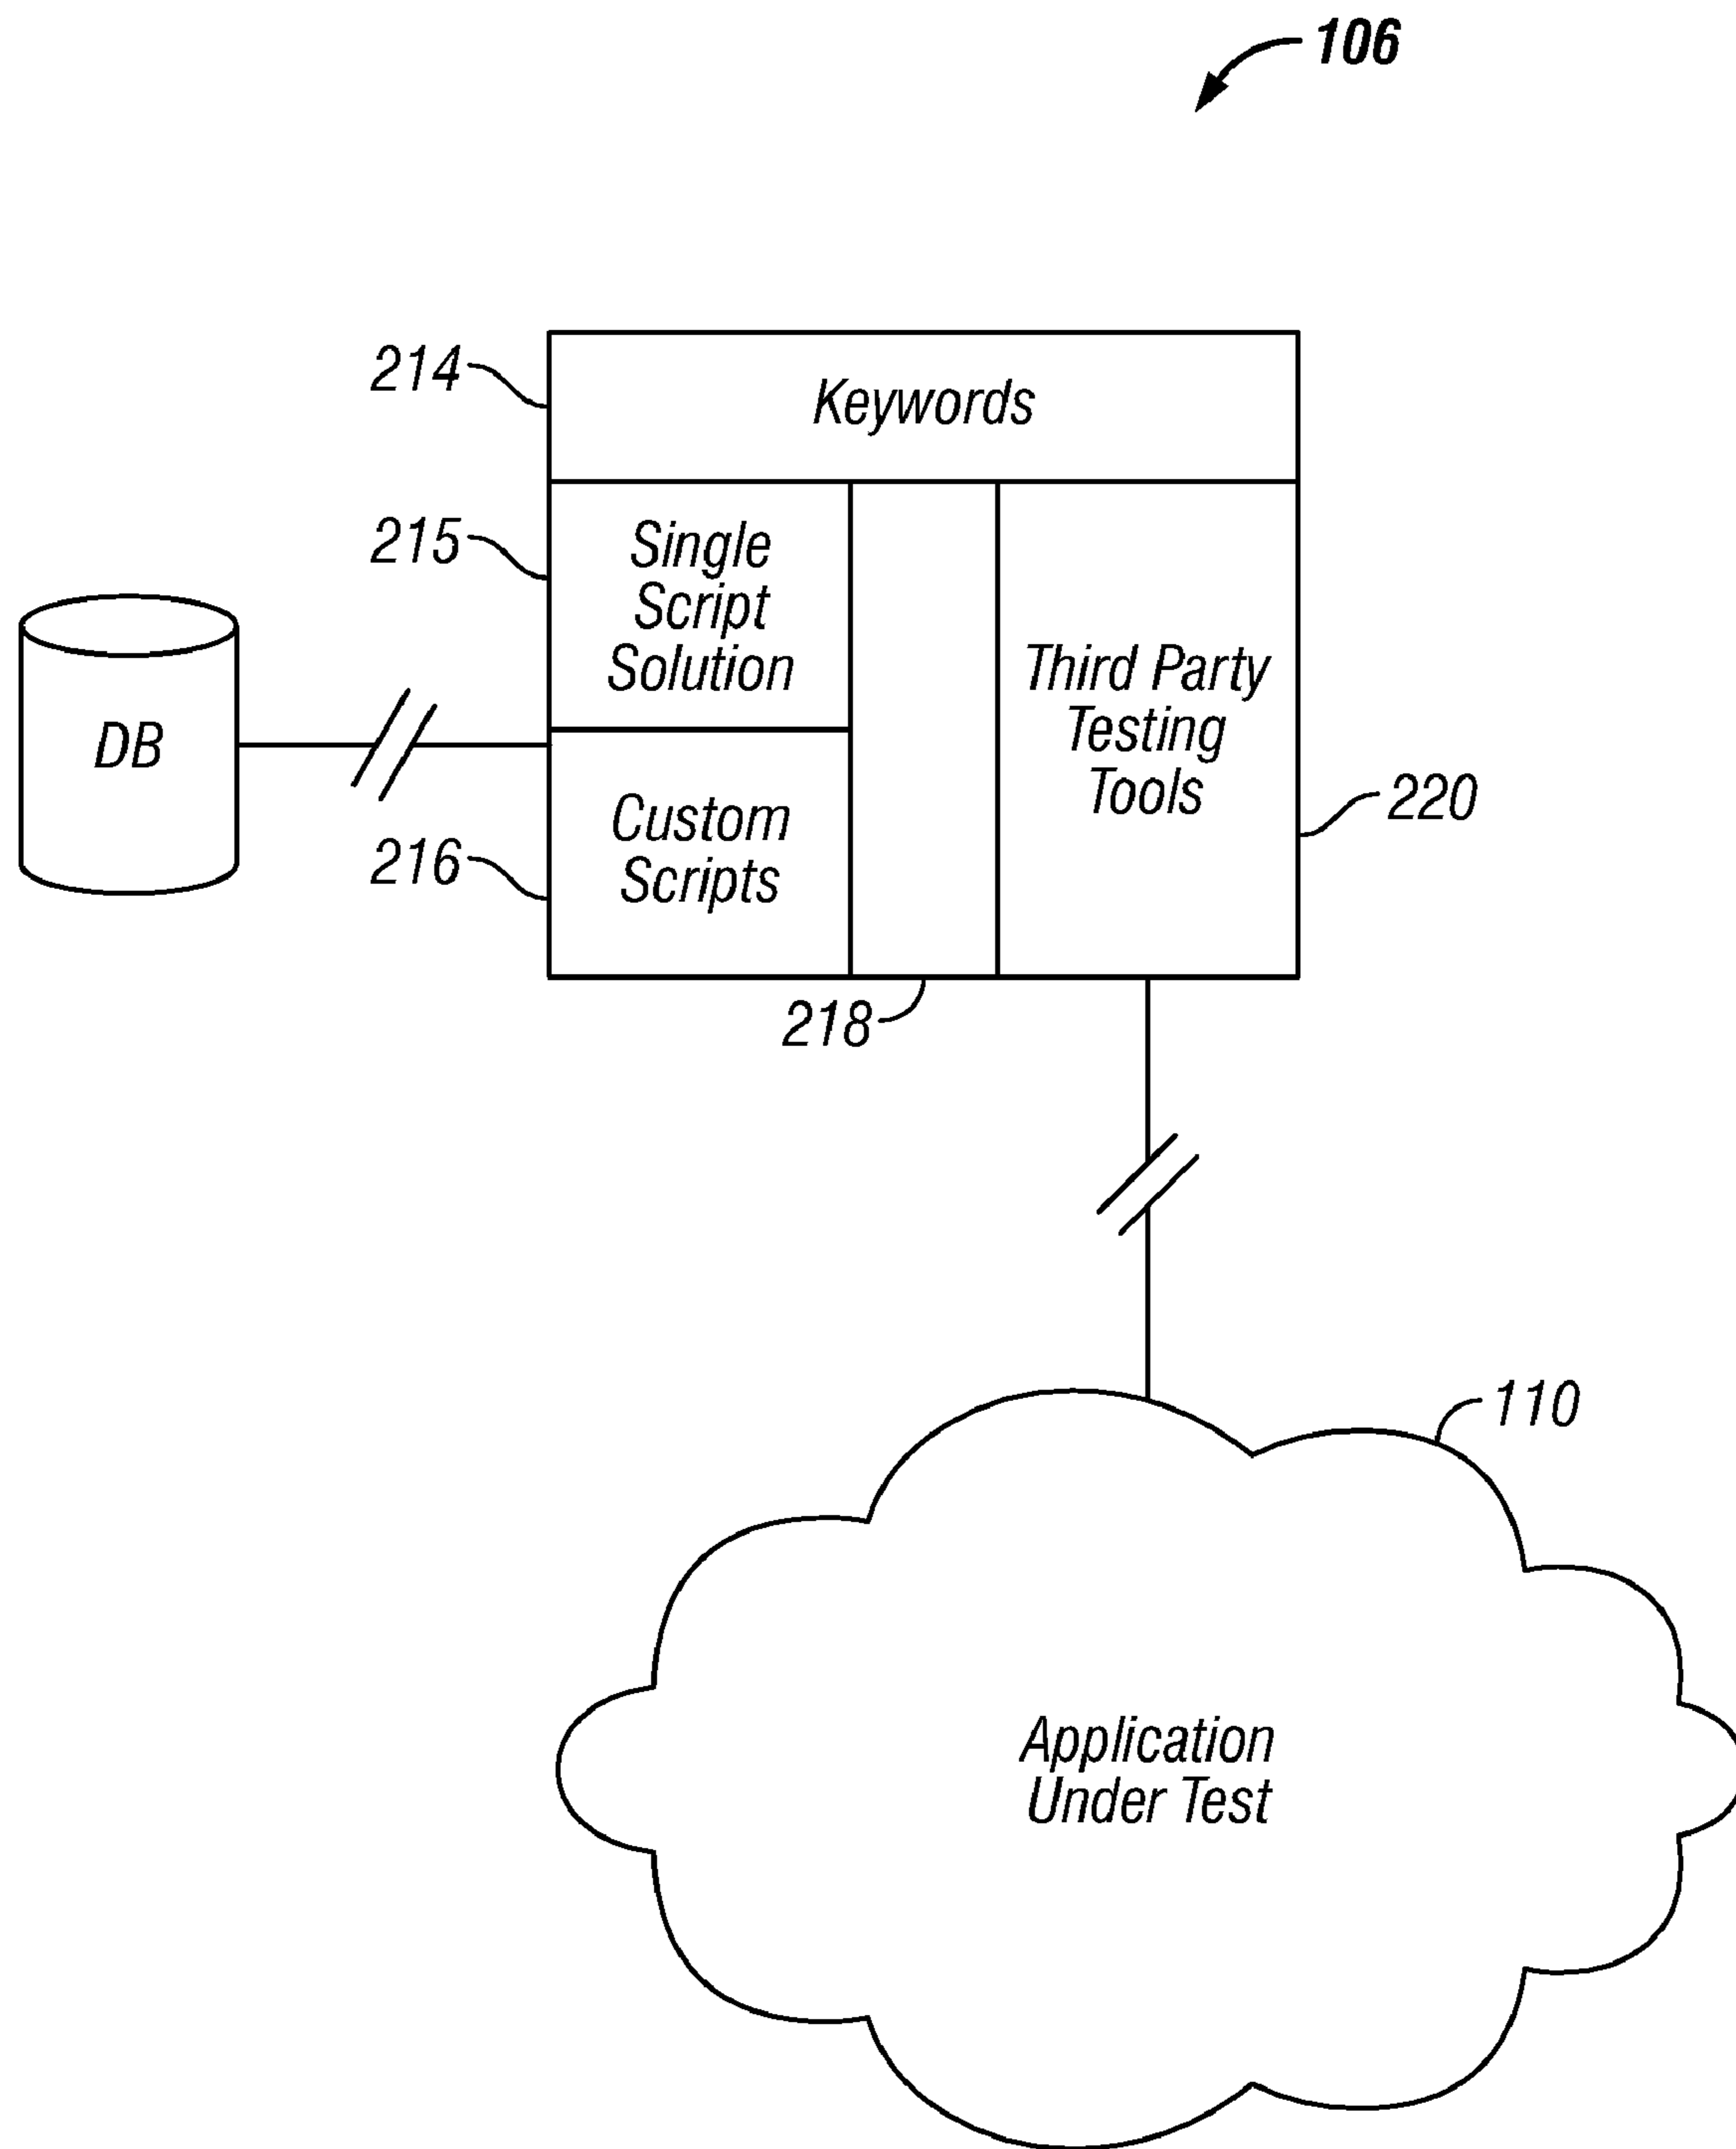 106
214
Keywords
215
Single
Script
Solution
Third Party
Testing
Tools
DB
220
216
Custom
Scripts
218
110
Application
Under Test